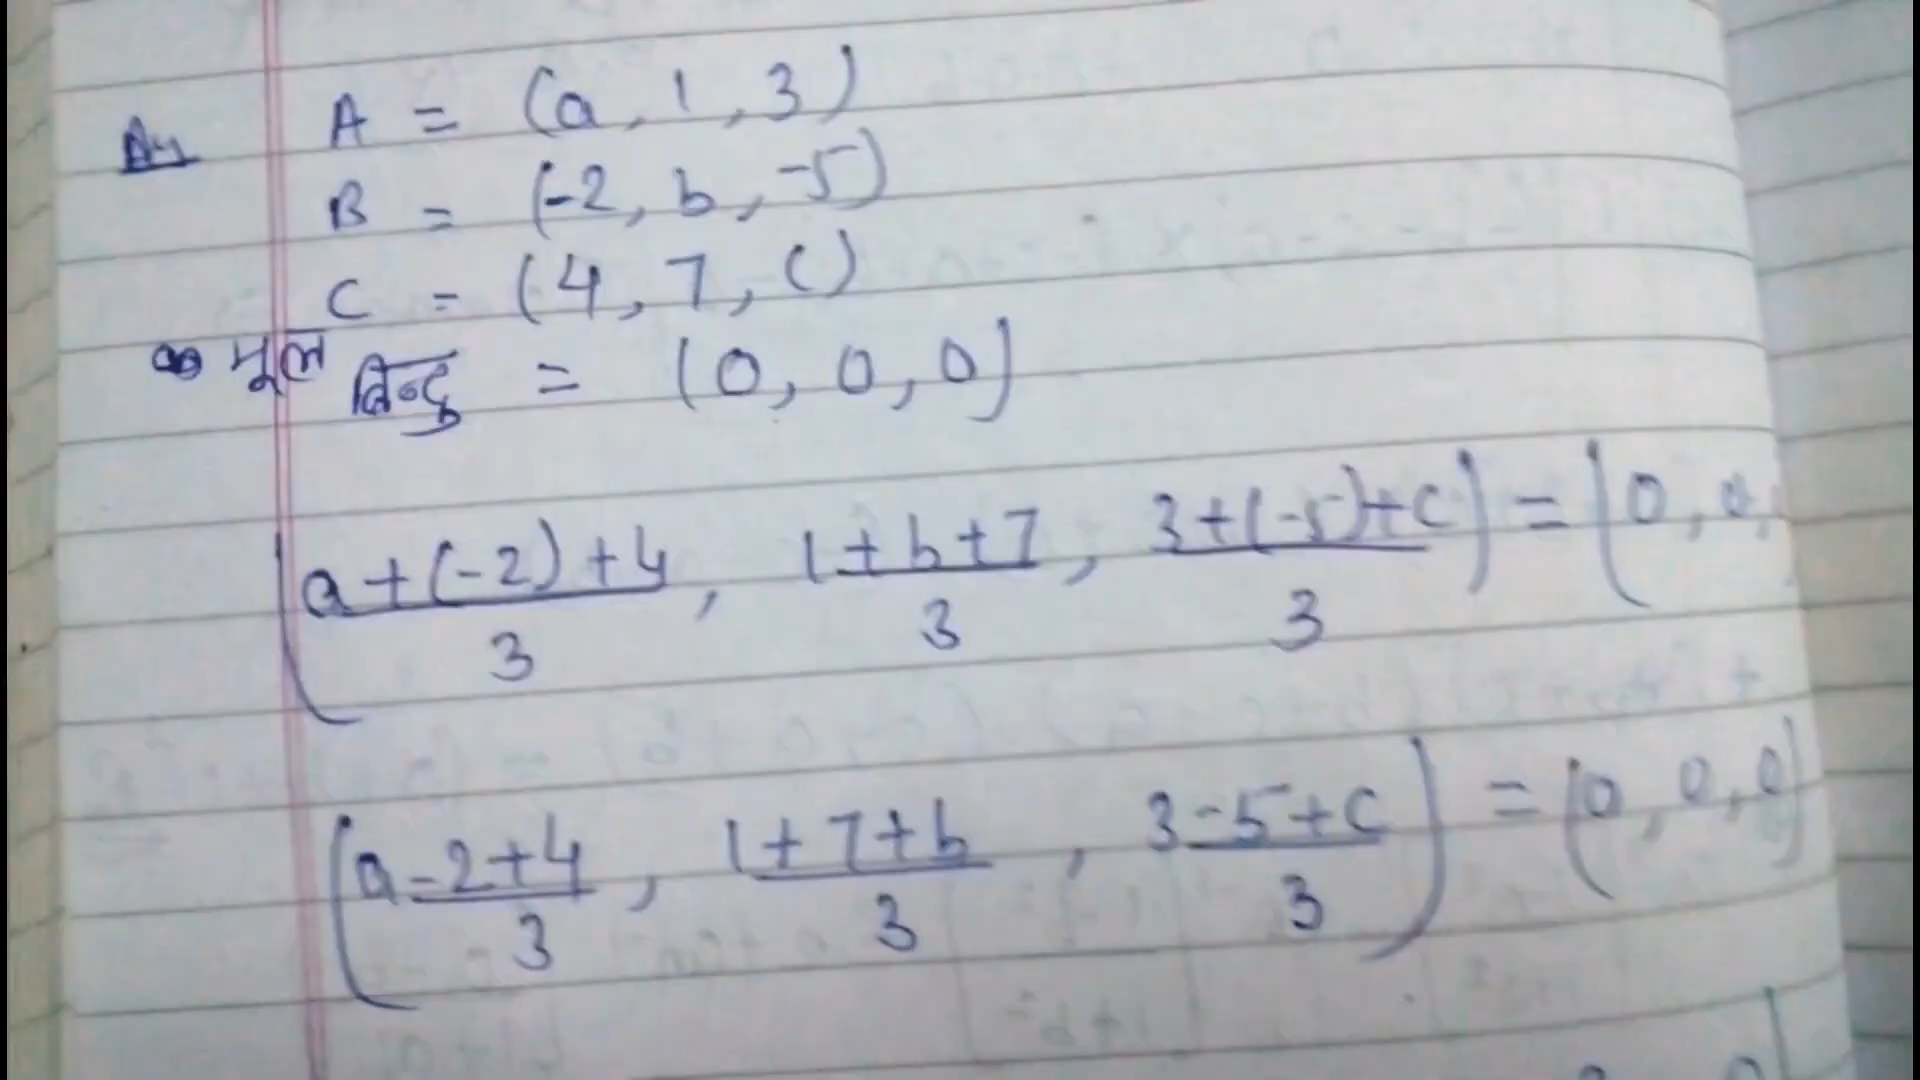 Ans A = (a, 1, 3)
B = (-2, b, -5)
C = (4, 7, c)
मूल बिन्दु = (0, 0, 0)
(a+(-2)+4/3, 1+b+7/3, 3+(-5)+c/3) = (0, 0,
(a-2+4/3, 1+7+b/3, 3-5+c/3) = (0, 0, 0)